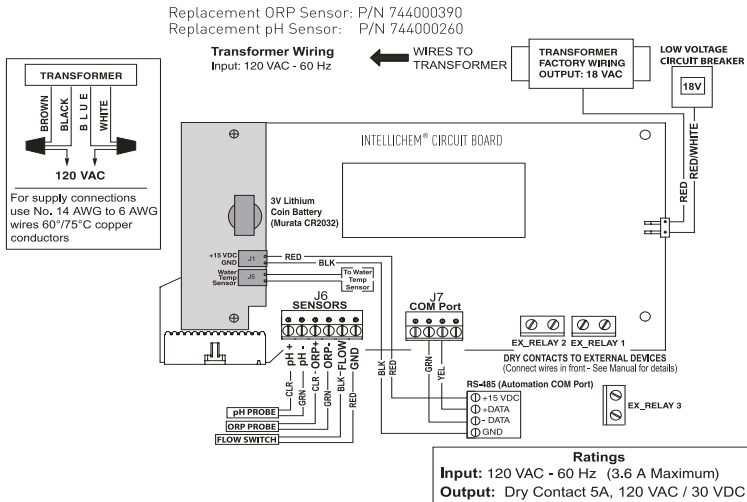 Replacement ORP Sensor: P/N 744000390
Replacement pH Sensor: P/N 744000260
Transformer Wiring
Input: 120 VAC - 60 Hz
WIRES TO
TRANSFORMER
TRANSFORMER
FACTORY WIRING
OUTPUT: 18 VAC
LOW VOLTAGE
CIRCUIT BREAKER
18V
RED
RED/WHITE
TRANSFORMER
BROWN
BLACK
BLUE
WHITE
120 VAC
For supply connections
use No. 14 AWG to 6 AWG
wires 60°/75°C copper
conductors
INTELLICHEM® CIRCUIT BOARD
3V Lithium
Coin Battery
(Murata CR2032)
+15 VDC
GND
J1
RED
BLK
Water
Temp
Sensor
J5
To Water
Temp
Sensor
J6
SENSORS
pH +
pH -
ORP+
ORP-
FLOW
GND
CLR
GRN
CLR
GRN
BLK
RED
pH PROBE
ORP PROBE
FLOW SWITCH
J7
COM Port
GRN
YEL
BLK
RED
EX_RELAY 2
EX_RELAY 1
DRY CONTACTS TO EXTERNAL DEVICES
(Connect wires in front - See Manual for details)
RS-485 (Automation COM Port)
+15 VDC
+DATA
- DATA
GND
EX_RELAY 3
Ratings
Input: 120 VAC - 60 Hz (3.6 A Maximum)
Output: Dry Contact 5A, 120 VAC / 30 VDC